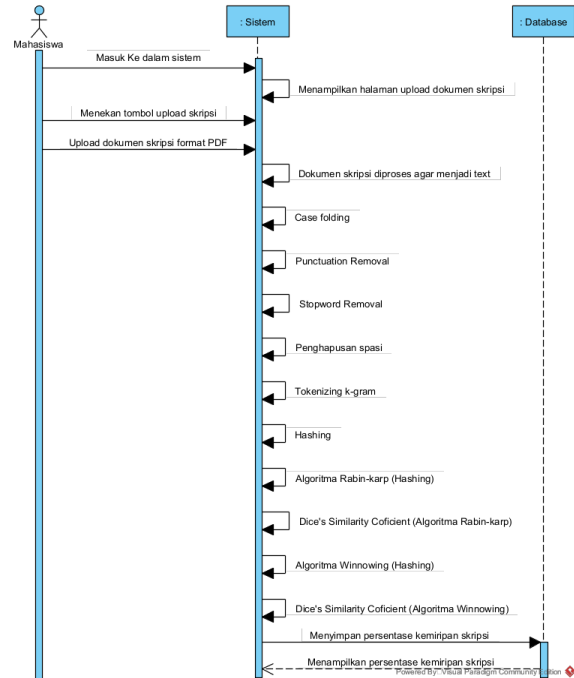 : Sistem
: Database
Mahasiswa
Masuk Ke dalam sistem
Menampilkan halaman upload dokumen skripsi
Menekan tombol upload skripsi
Upload dokumen skripsi format PDF
Dokumen skripsi diproses agar menjadi text
Case folding
Punctuation Removal
Stopword Removal
Penghapusan spasi
Tokenizing k-gram
Hashing
Algoritma Rabin-karp (Hashing)
Dice's Similarity Coficient (Algoritma Rabin-karp)
Algoritma Winnowing (Hashing)
Dice's Similarity Coficient (Algoritma Winnowing)
Menyimpan persentase kemiripan skripsi
Menampilkan persentase kemiripan skripsi
Powered By: Visual Paradigm Community Edition